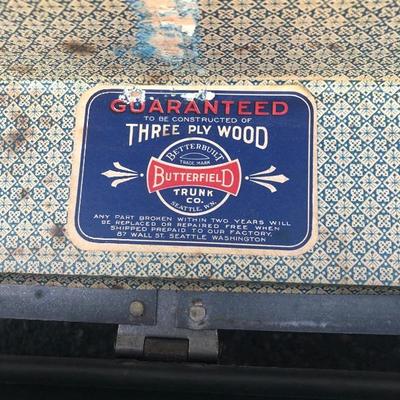 GUARANTEED
TO BE CONSTRUCTED OF
THREE PLY WOOD
BETTERBUILT
TRADE MARK
BUTTERFIELD
TRUNK
CO.
SEATTLE, WN.
ANY PART BROKEN WITHIN TWO YEARS WILL
BE REPLACED OR REPAIRED FREE WHEN
SHIPPED PREPAID TO OUR FACTORY.
87 WALL ST. SEATTLE WASHINGTON